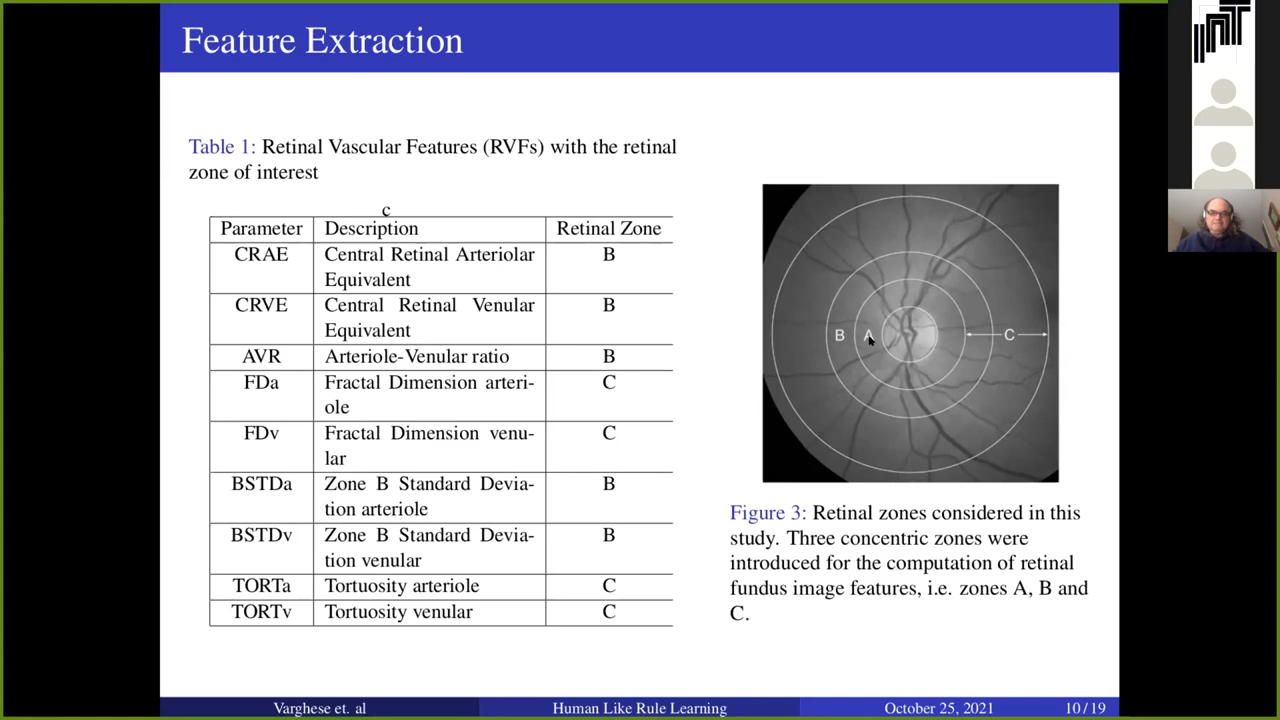 Feature Extraction
Table 1: Retinal Vascular Features (RVFs) with the retinal
zone of interest
c
Parameter Description Retinal Zone
CRAE Central Retinal Arteriolar B
Equivalent
CRVE Central Retinal Venular B
Equivalent
AVR Arteriole-Venular ratio B
FDa Fractal Dimension arteri- C
ole
FDv Fractal Dimension venu- C
lar
BSTDa Zone B Standard Devia- B
tion arteriole
BSTDv Zone B Standard Devia- B
tion venular
TORTa Tortuosity arteriole C
TORTv Tortuosity venular C
B A C
Figure 3: Retinal zones considered in this
study. Three concentric zones were
introduced for the computation of retinal
fundus image features, i.e. zones A, B and
C.
Varghese et. al Human Like Rule Learning October 25, 2021 10 / 19